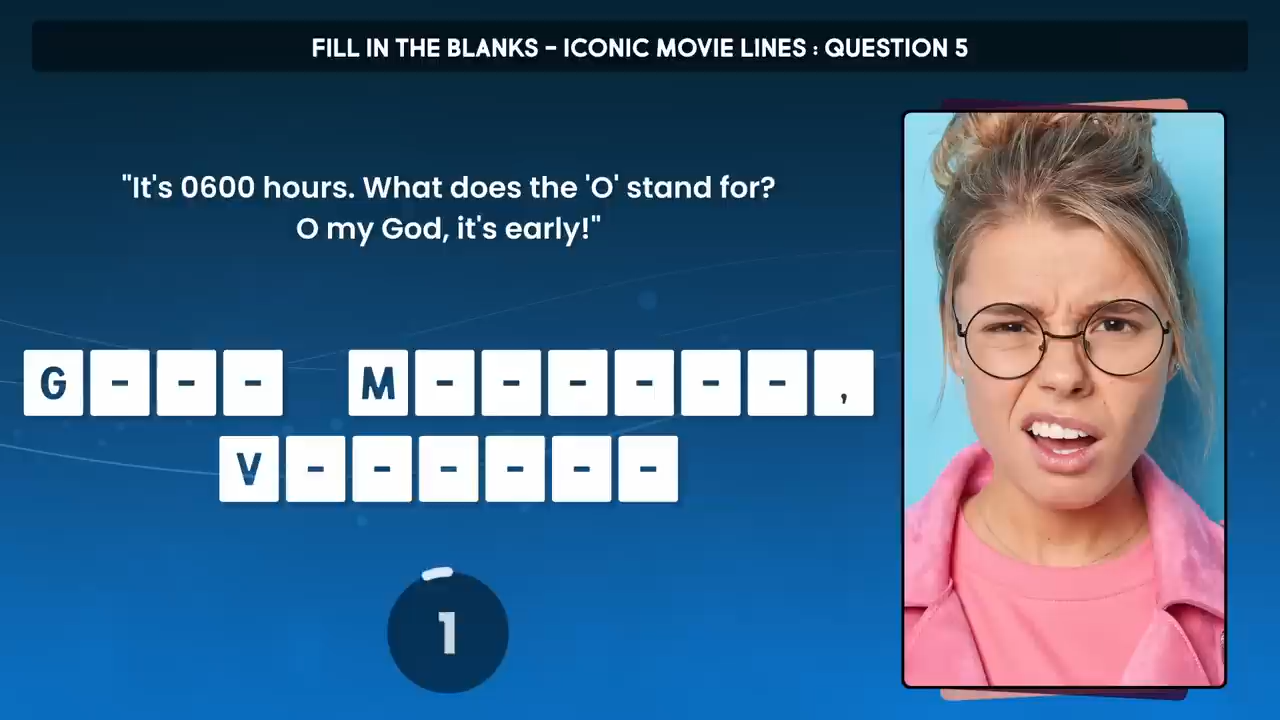 FILL IN THE BLANKS - ICONIC MOVIE LINES : QUESTION 5
"It's 0600 hours. What does the 'O' stand for?
O my God, it's early!"
G - - - M - - - - - - ,
V - - - - - -
1